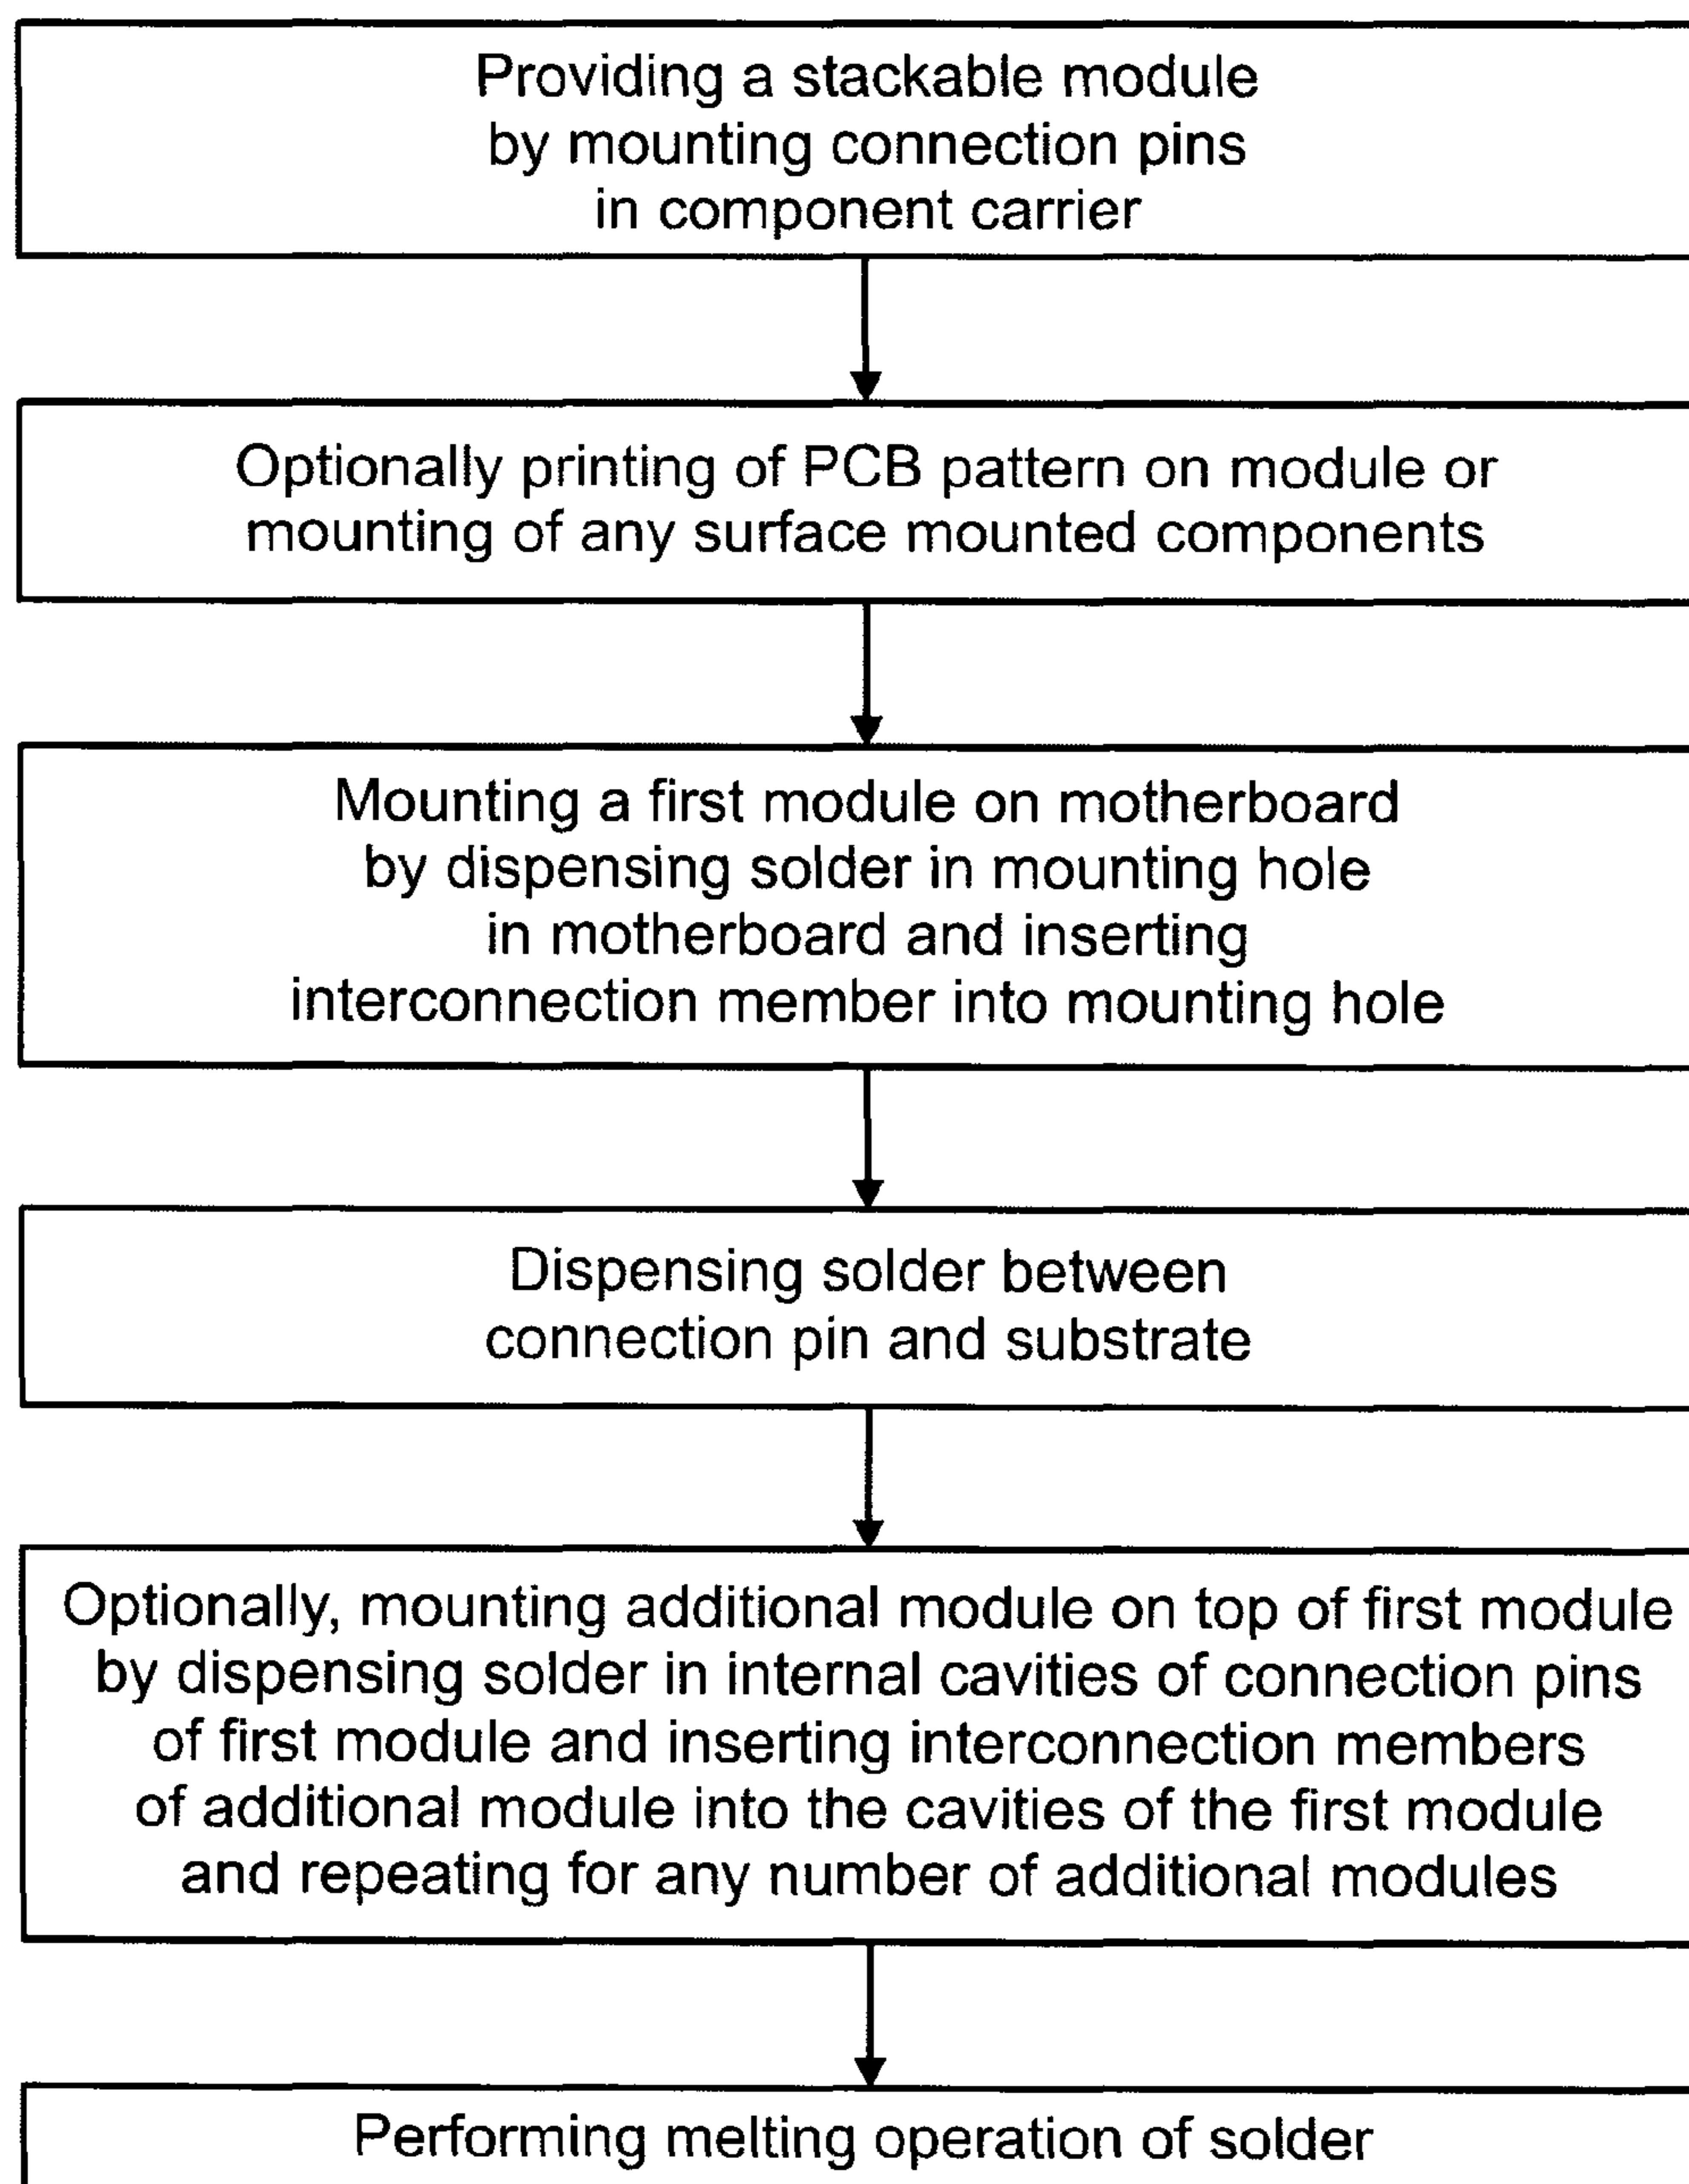 Providing a stackable module
by mounting connection pins
in component carrier
Optionally printing of PCB pattern on module or
mounting of any surface mounted components
Mounting a first module on motherboard
by dispensing solder in mounting hole
in motherboard and inserting
interconnection member into mounting hole
Dispensing solder between
connection pin and substrate
Optionally, mounting additional module on top of first module
by dispensing solder in internal cavities of connection pins
of first module and inserting interconnection members
of additional module into the cavities of the first module
and repeating for any number of additional modules
Performing melting operation of solder